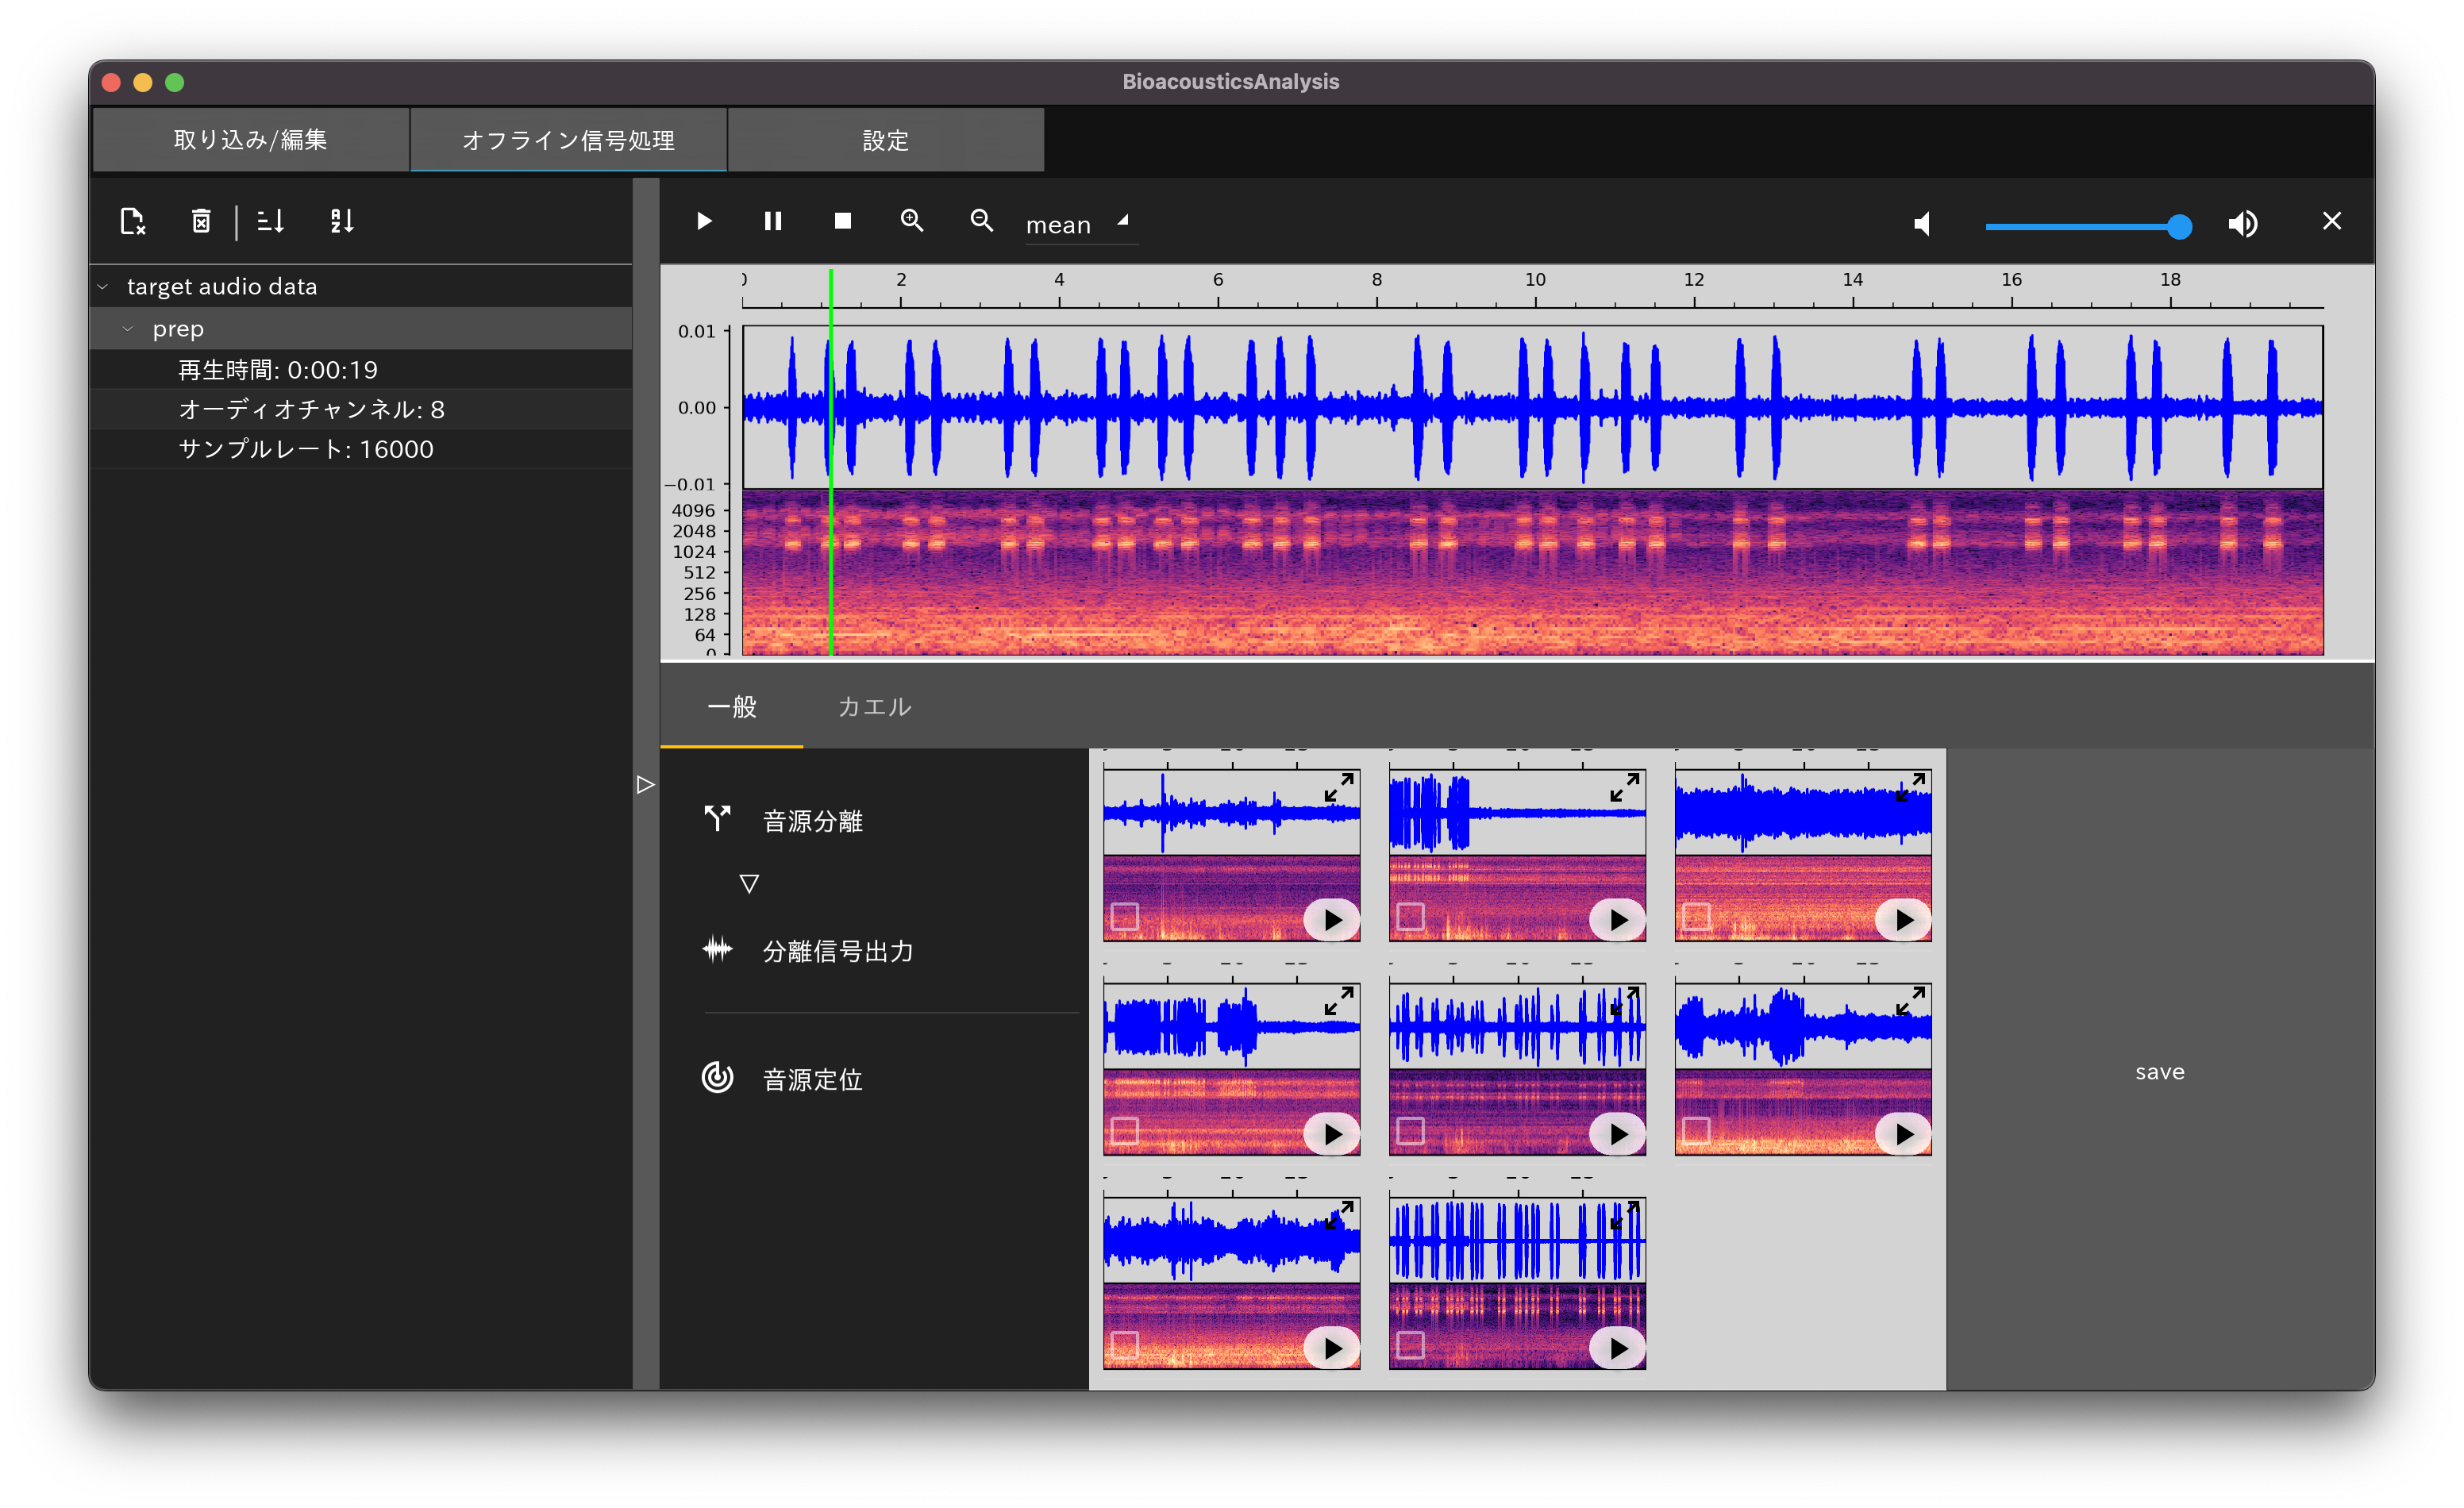 BioacousticsAnalysis
取り込み/編集 オフライン信号処理 設定
mean
target audio data
prep
再生時間: 0:00:19
オーディオチャンネル: 8
サンプルレート: 16000
0 2 4 6 8 10 12 14 16 18
0.01
0.00
−0.01
4096
2048
1024
512
256
128
64
0
一般 カエル
音源分離
分離信号出力
音源定位
save